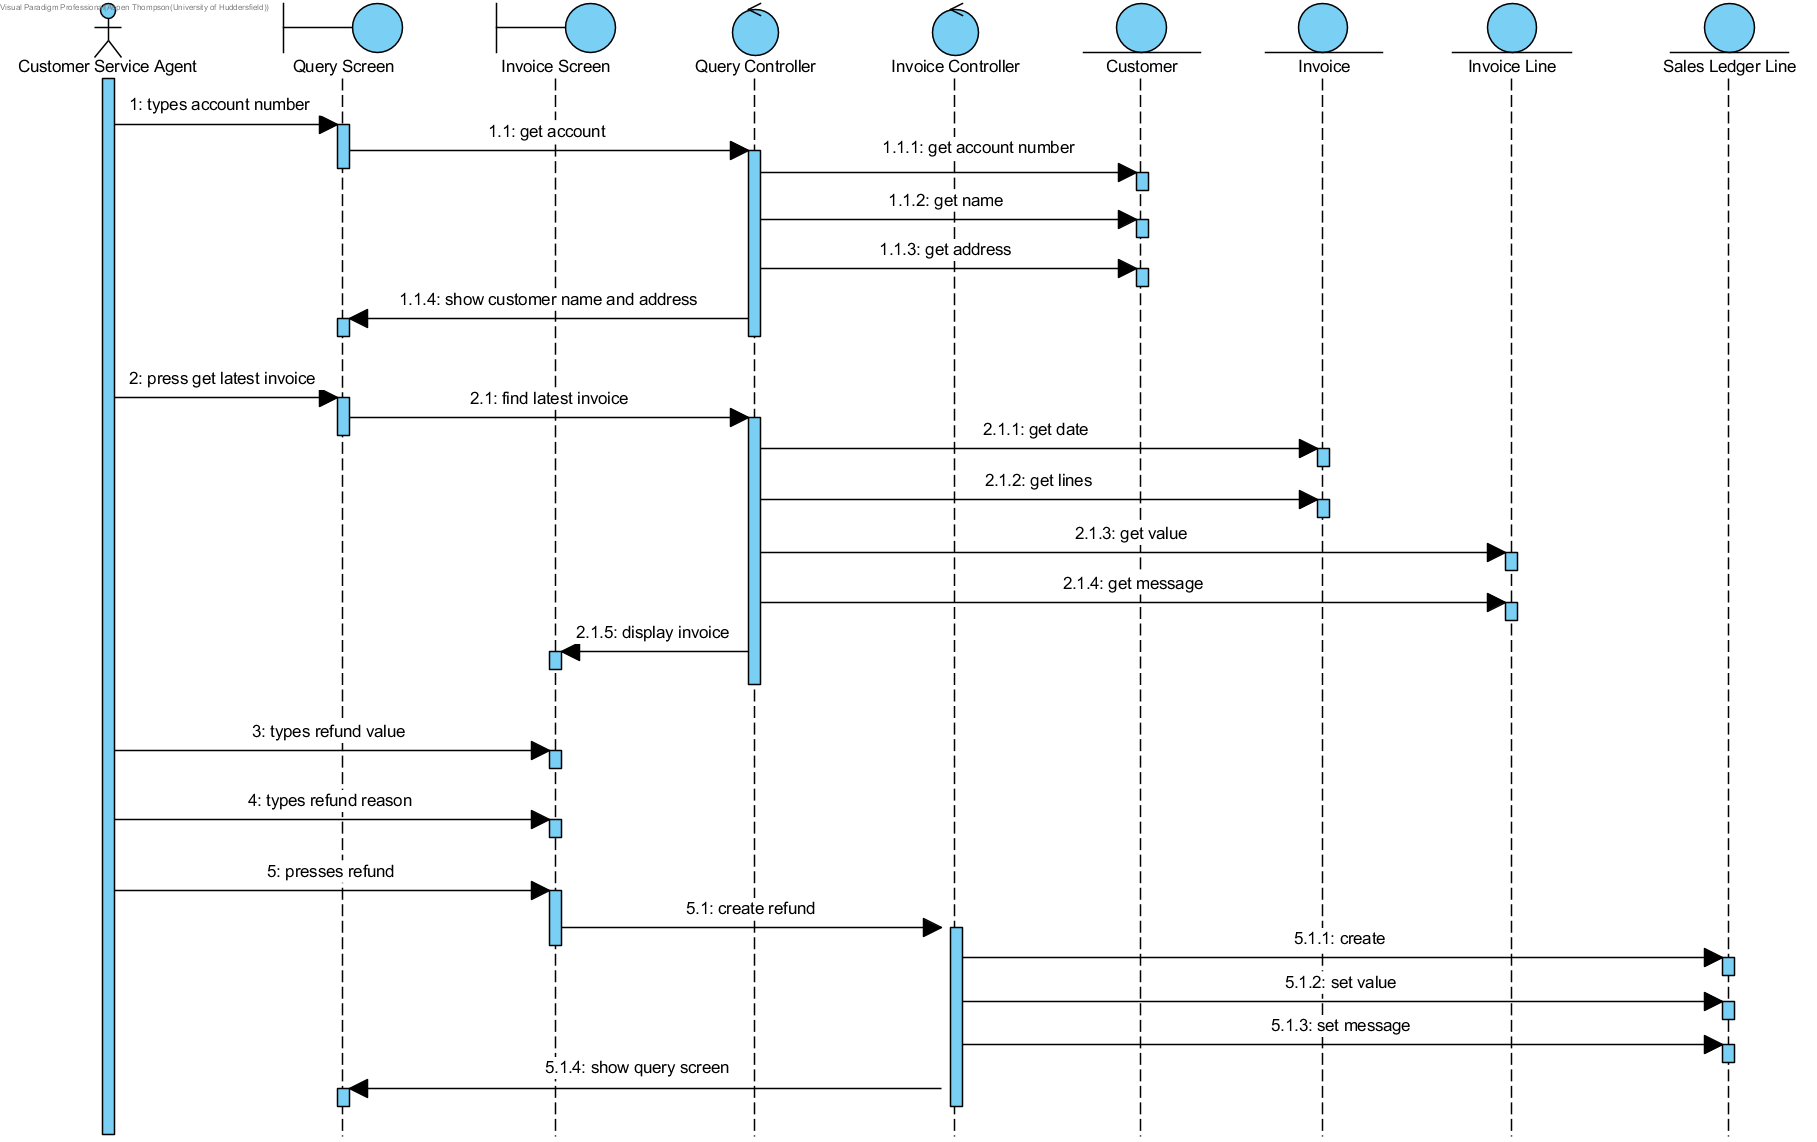 Visual Paradigm Professional(Aspen Thompson(University of Huddersfield))
Customer Service Agent
Query Screen
Invoice Screen
Query Controller
Invoice Controller
Customer
Invoice
Invoice Line
Sales Ledger Line
1: types account number
1.1: get account
1.1.1: get account number
1.1.2: get name
1.1.3: get address
1.1.4: show customer name and address
2: press get latest invoice
2.1: find latest invoice
2.1.1: get date
2.1.2: get lines
2.1.3: get value
2.1.4: get message
2.1.5: display invoice
3: types refund value
4: types refund reason
5: presses refund
5.1: create refund
5.1.1: create
5.1.2: set value
5.1.3: set message
5.1.4: show query screen